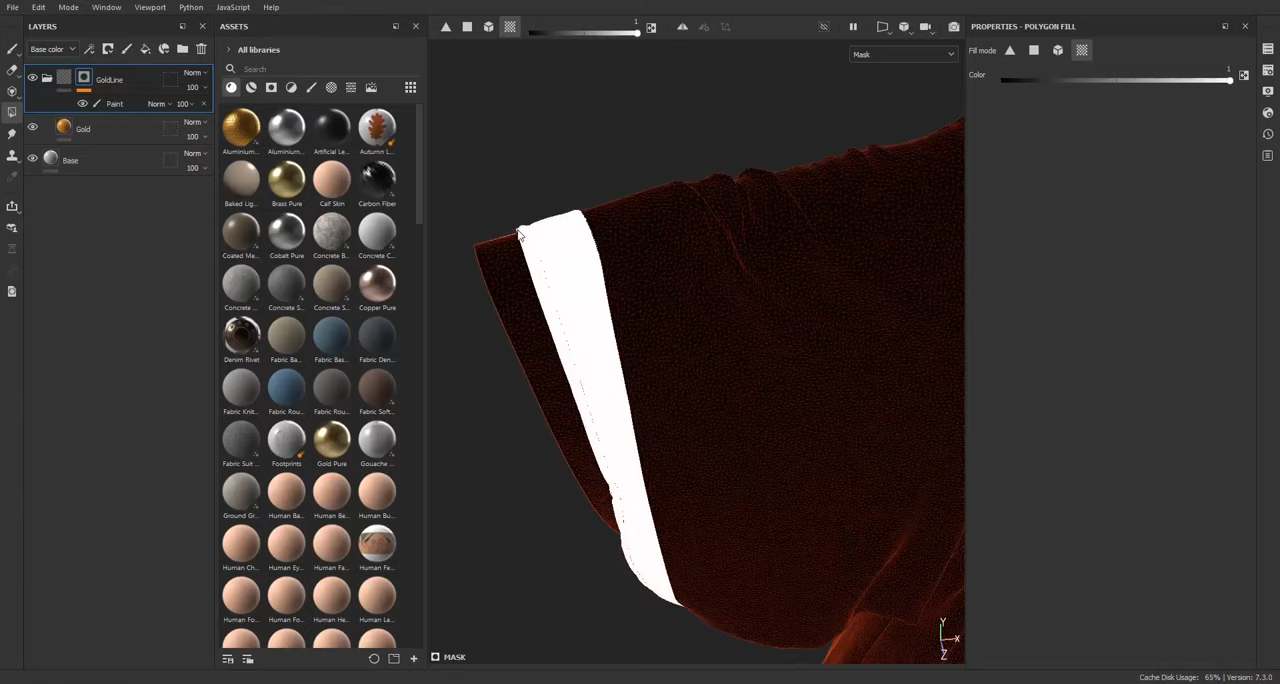 File Edit Mode Window Viewport Python JavaScript Help
LAYERS
Base color
GoldLine
Norm
100
Paint Norm 100
Gold
Norm
100
Base
Norm
100
ASSETS
All libraries
Search
Aluminium... Aluminium... Artificial Le... Autumn L...
Baked Lig... Brass Pure Calf Skin Carbon Fiber
Coated Me... Cobalt Pure Concrete B... Concrete C...
Concrete ... Concrete S... Concrete S... Copper Pure
Denim Rivet Fabric Ba... Fabric Bas... Fabric Den...
Fabric Knit... Fabric Rou... Fabric Rou... Fabric Soft...
Fabric Suit ... Footprints Gold Pure Gouache ...
Ground Gr... Human Ba... Human Be... Human Bu...
Human Ch... Human Ey... Human Fa... Human Fe...
Human Fo... Human Fo... Human He... Human Le...
1
Mask
MASK
Y
X
Z
PROPERTIES - POLYGON FILL
Fill mode
Color
1
Cache Disk Usage: 65% | Version: 7.3.0